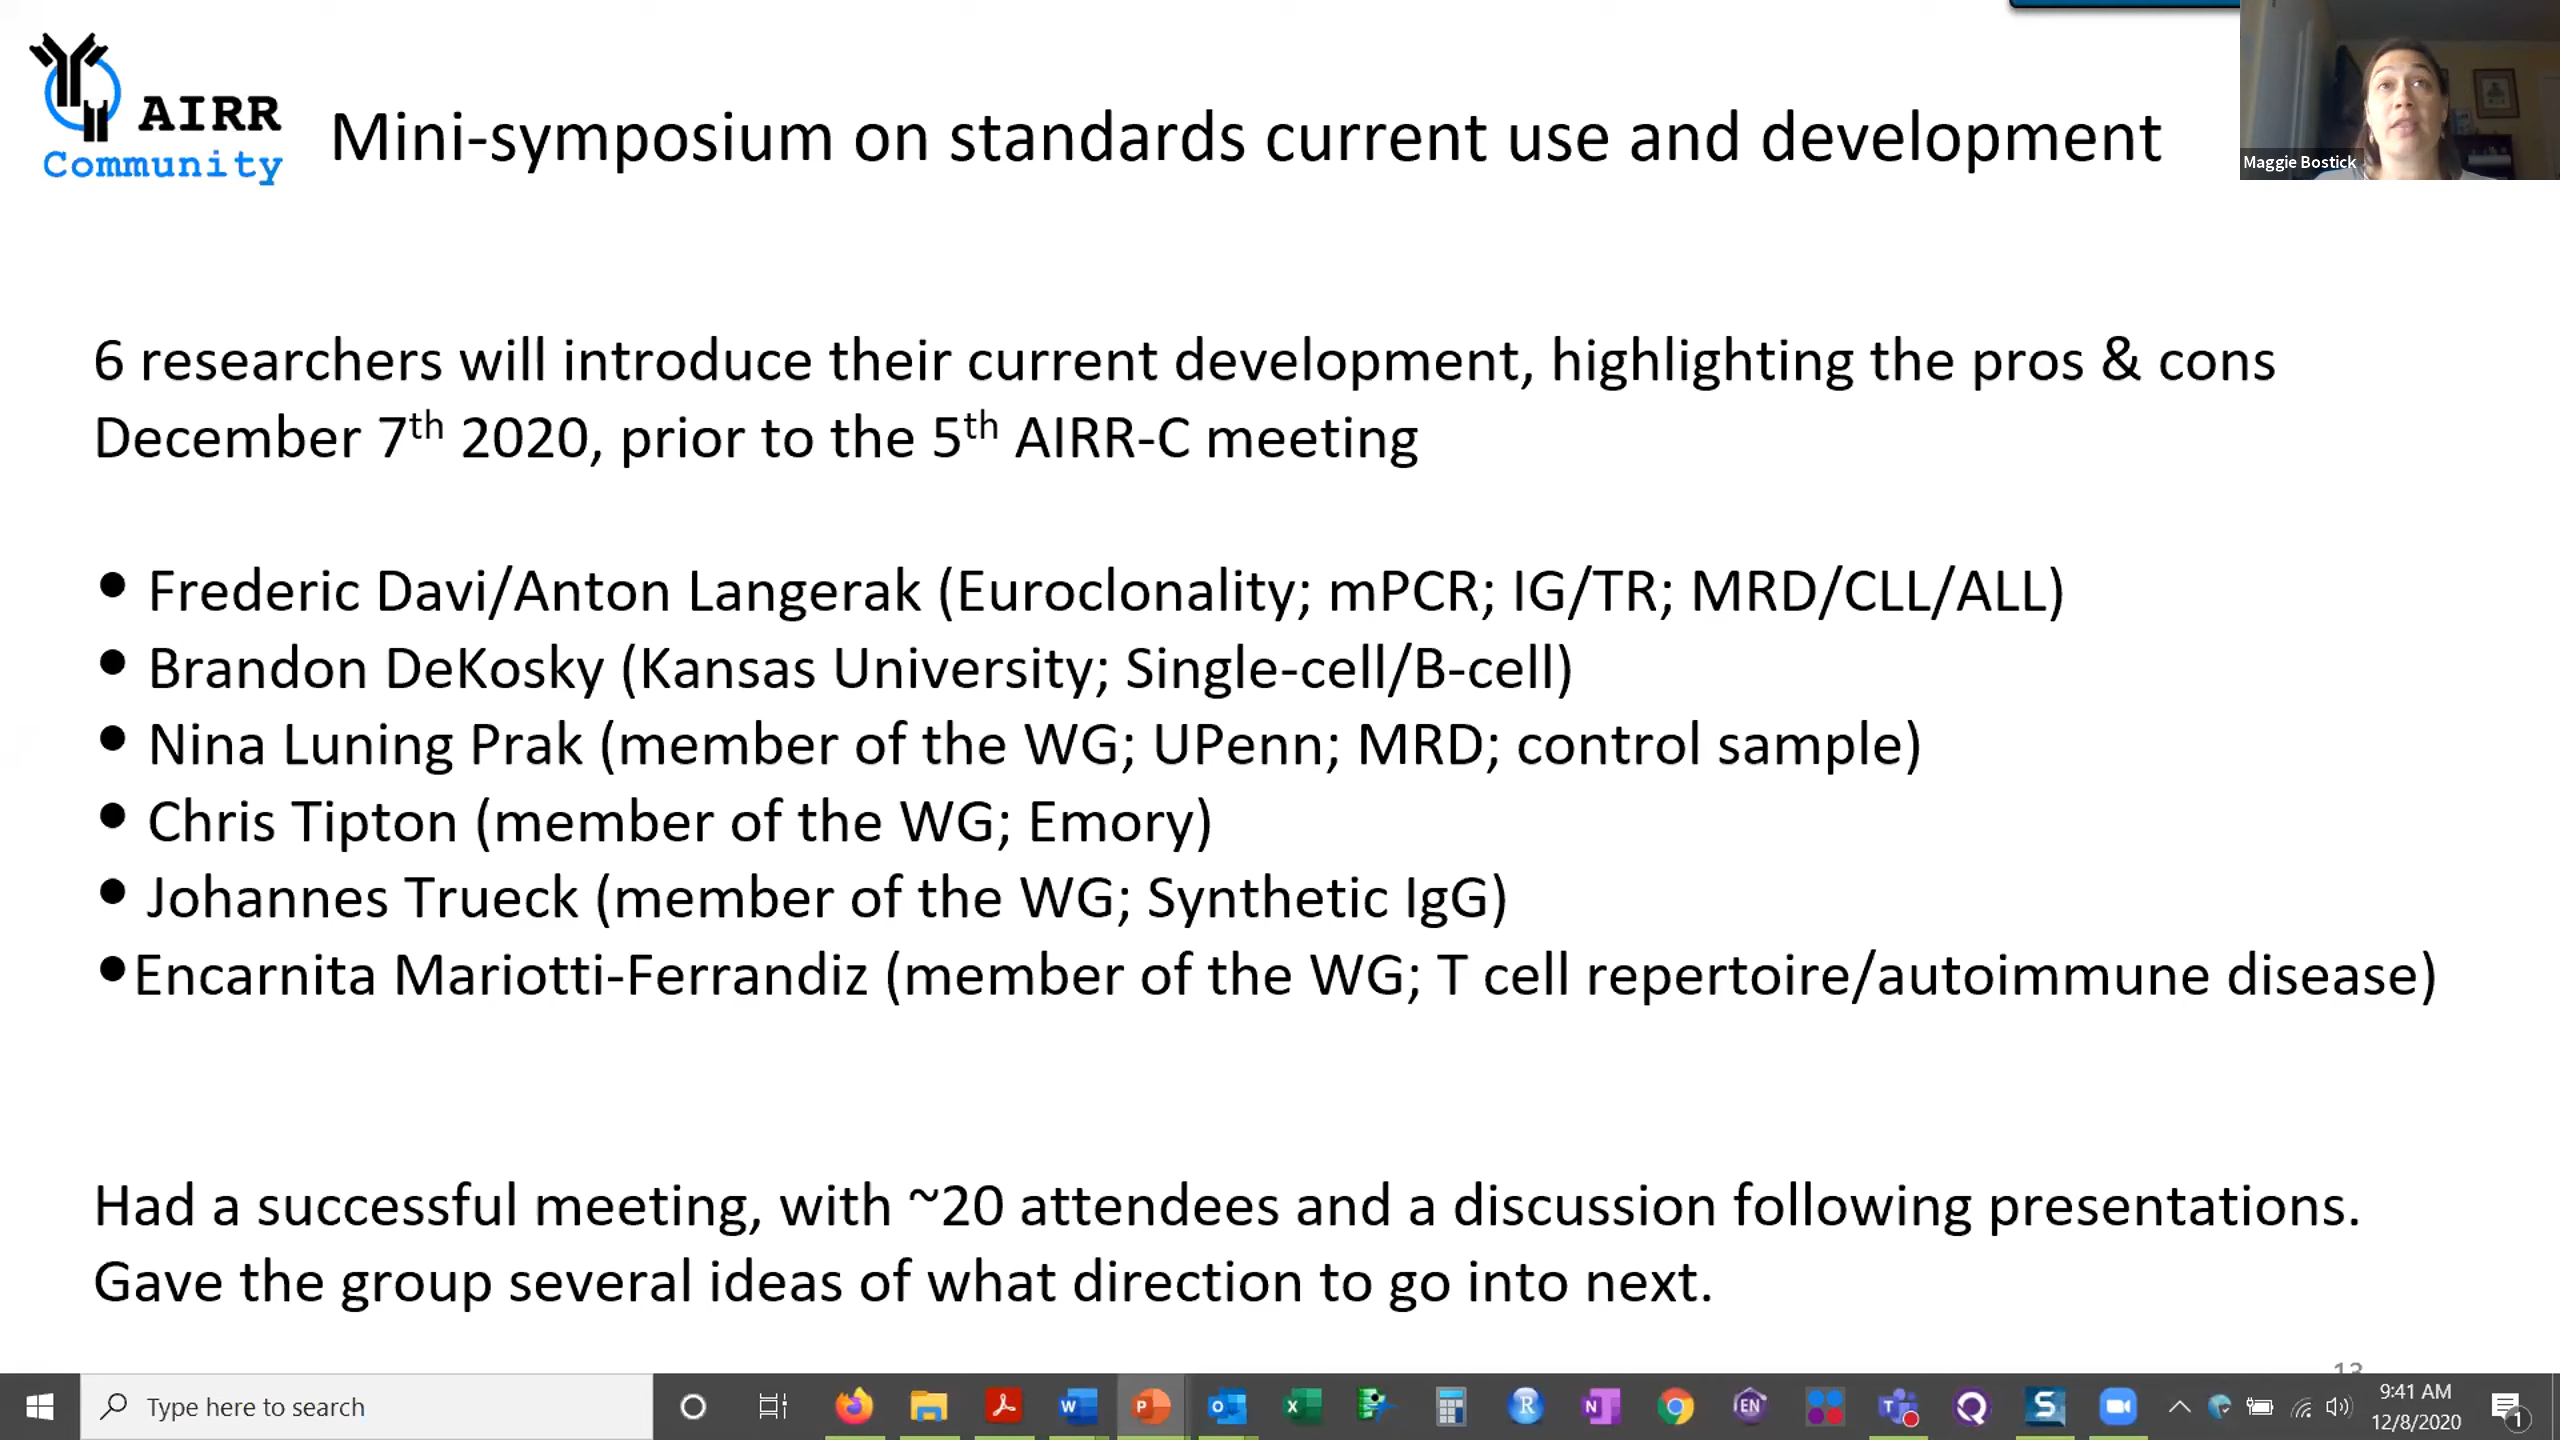 AIRR
Community
Mini-symposium on standards current use and development
Maggie Bostick
6 researchers will introduce their current development, highlighting the pros & cons
December 7th 2020, prior to the 5th AIRR-C meeting
• Frederic Davi/Anton Langerak (Euroclonality; mPCR; IG/TR; MRD/CLL/ALL)
• Brandon DeKosky (Kansas University; Single-cell/B-cell)
• Nina Luning Prak (member of the WG; UPenn; MRD; control sample)
• Chris Tipton (member of the WG; Emory)
• Johannes Trueck (member of the WG; Synthetic IgG)
•Encarnita Mariotti-Ferrandiz (member of the WG; T cell repertoire/autoimmune disease)
Had a successful meeting, with ~20 attendees and a discussion following presentations.
Gave the group several ideas of what direction to go into next.
Type here to search
9:41 AM
12/8/2020
1